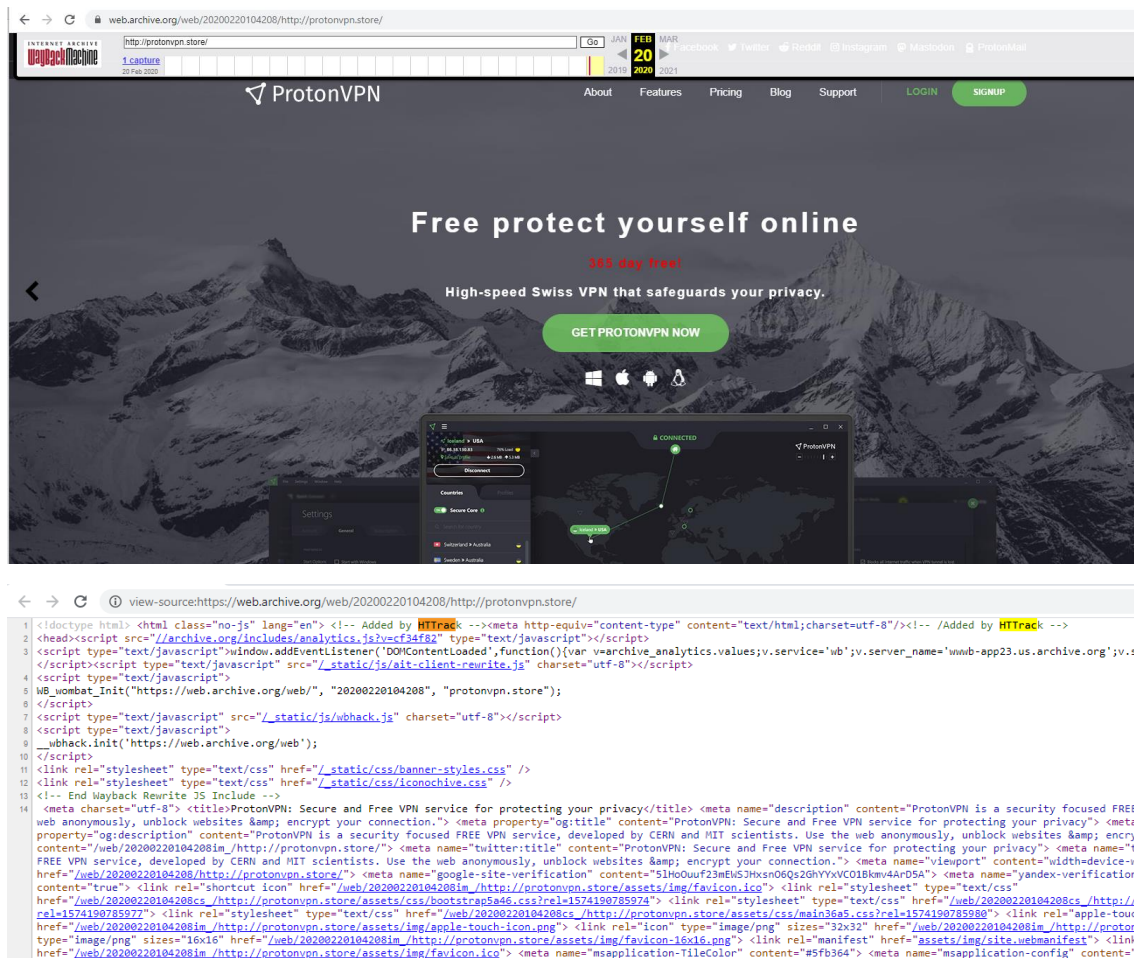 web.archive.org/web/20200220104208/http://protonvpn.store/
INTERNET ARCHIVE
WayBackMachine
http://protonvpn.store/
Go
JAN FEB MAR
1 capture
20 Feb 2020
20
2019 2020 2021
Facebook Twitter Reddit Instagram Mastodon ProtonMail
ProtonVPN
About Features Pricing Blog Support LOGIN SIGNUP
Free protect yourself online
365 day free!
High-speed Swiss VPN that safeguards your privacy.
GET PROTONVPN NOW
Iceland » USA
CONNECTED
ProtonVPN
Disconnect
Countries
Secure Core
Settings
General
Iceland » USA
Switzerland » Australia
Sweden » Australia
view-source:https://web.archive.org/web/20200220104208/http://protonvpn.store/
1 <!doctype html> <html class="no-js" lang="en"> <!-- Added by HTTrack --><meta http-equiv="content-type" content="text/html;charset=utf-8"/><!-- /Added by HTTrack -->
2 <head><script src="//archive.org/includes/analytics.js?v=cf34f82" type="text/javascript"></script>
3 <script type="text/javascript">window.addEventListener('DOMContentLoaded',function(){var v=archive_analytics.values;v.service='wb';v.server_name='wwwb-app23.us.archive.org';v.s
</script><script type="text/javascript" src="/_static/js/ait-client-rewrite.js" charset="utf-8"></script>
4 <script type="text/javascript">
5 WB_wombat_Init("https://web.archive.org/web/", "20200220104208", "protonvpn.store");
6 </script>
7 <script type="text/javascript" src="/_static/js/wbhack.js" charset="utf-8"></script>
8 <script type="text/javascript">
9 __wbhack.init('https://web.archive.org/web');
10 </script>
11 <link rel="stylesheet" type="text/css" href="/_static/css/banner-styles.css" />
12 <link rel="stylesheet" type="text/css" href="/_static/css/iconochive.css" />
13 <!-- End Wayback Rewrite JS Include -->
14 <meta charset="utf-8"> <title>ProtonVPN: Secure and Free VPN service for protecting your privacy</title> <meta name="description" content="ProtonVPN is a security focused FREE
web anonymously, unblock websites &amp; encrypt your connection."> <meta property="og:title" content="ProtonVPN: Secure and Free VPN service for protecting your privacy"> <meta
property="og:description" content="ProtonVPN is a security focused FREE VPN service, developed by CERN and MIT scientists. Use the web anonymously, unblock websites &amp; encry
content="/web/20200220104208im_/http://protonvpn.store/"> <meta name="twitter:title" content="ProtonVPN: Secure and Free VPN service for protecting your privacy"> <meta name="t
FREE VPN service, developed by CERN and MIT scientists. Use the web anonymously, unblock websites &amp; encrypt your connection."> <meta name="viewport" content="width=device-w
href="/web/20200220104208/http://protonvpn.store/"> <meta name="google-site-verification" content="5lHoOuuf23mEWSJHxsnO6Qs2GhYYxVCO1Bkmv4ArD5A"> <meta name="yandex-verification
content="true"> <link rel="shortcut icon" href="/web/20200220104208im_/http://protonvpn.store/assets/img/favicon.ico"> <link rel="stylesheet" type="text/css"
href="/web/20200220104208cs_/http://protonvpn.store/assets/css/bootstrap5a46.css?rel=1574190785974"> <link rel="stylesheet" type="text/css" href="/web/20200220104208cs_/http://
rel=1574190785977"> <link rel="stylesheet" type="text/css" href="/web/20200220104208cs_/http://protonvpn.store/assets/css/main36a5.css?rel=1574190785980"> <link rel="apple-touc
href="/web/20200220104208im_/http://protonvpn.store/assets/img/apple-touch-icon.png"> <link rel="icon" type="image/png" sizes="32x32" href="/web/20200220104208im_/http://proton
type="image/png" sizes="16x16" href="/web/20200220104208im_/http://protonvpn.store/assets/img/favicon-16x16.png"> <link rel="manifest" href="assets/img/site.webmanifest"> <link
href="/web/20200220104208im_/http://protonvpn.store/assets/img/favicon.ico"> <meta name="msapplication-TileColor" content="#5fb364"> <meta name="msapplication-config" content="